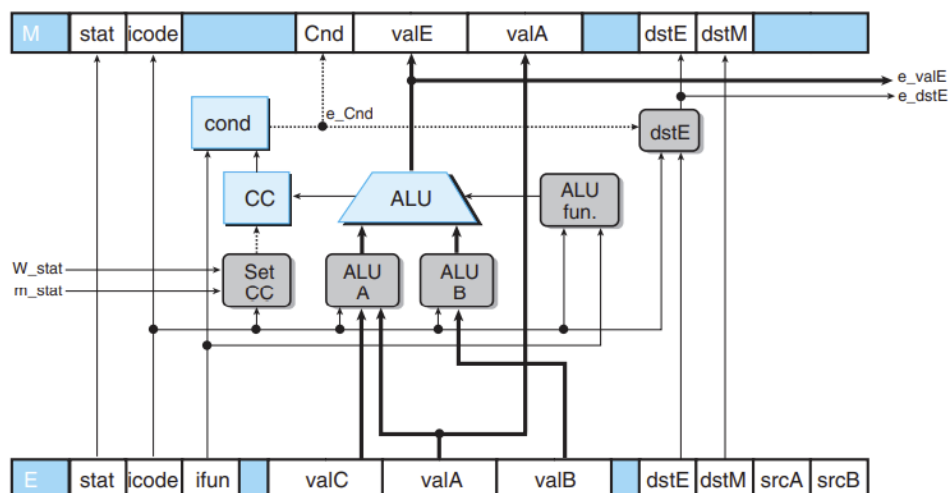 M stat icode Cnd valE valA dstE dstM
e_valE
e_dstE
e_Cnd
cond
dstE
CC
ALU
ALU
fun.
W_stat
m_stat
Set
CC
ALU
A
ALU
B
E stat icode ifun valC valA valB dstE dstM srcA srcB